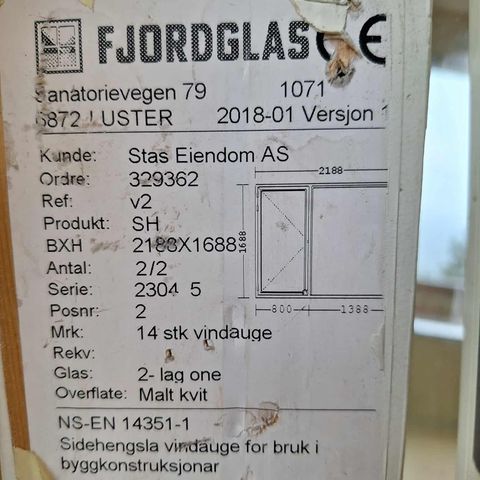 FJORDGLAS CE
Sanatorievegen 79 1071
6872 LUSTER 2018-01 Versjon 1
Kunde: Stas Eiendom AS
Ordre: 329362
Ref: v2
Produkt: SH
BXH 2188X1688
Antal: 2/2
Serie: 2304 5
Posnr: 2
Mrk: 14 stk vindauge
Rekv:
Glas: 2- lag one
Overflate: Malt kvit
2188
1688
800 1388
NS-EN 14351-1
Sidehengsla vindauge for bruk i
byggkonstruksjonar